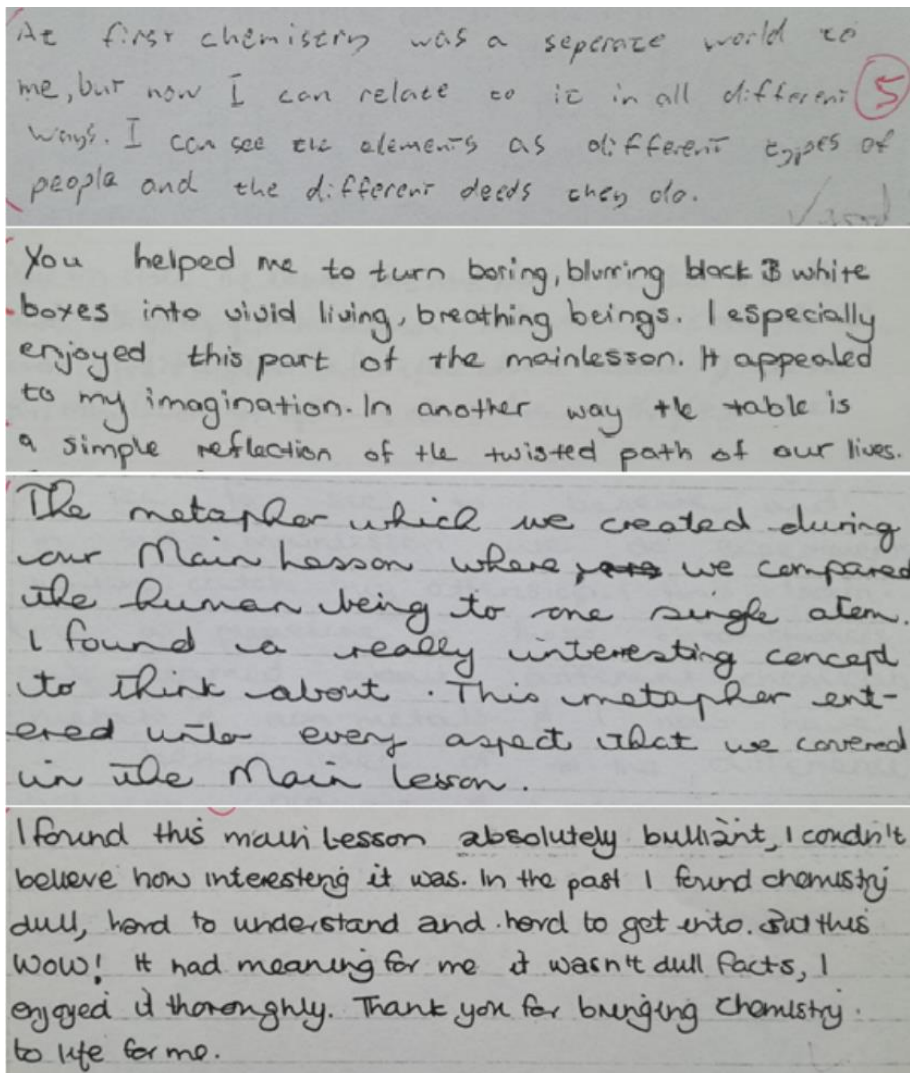 At first chemistry was a seperate world to
me, but now I can relate to it in all different 5
ways. I can see the elements as different types of
people and the different deeds they do.
You helped me to turn boring, blurring black & white
boxes into vivid living, breathing beings. I especially
enjoyed this part of the mainlesson. It appealed
to my imagination. In another way the table is
a simple reflection of the twisted path of our lives.
The metapher which we created during
our Main Lesson where we compared
the human being to one single atem.
I found a really interesting concept
to think about. This metapher ent-
ered unto every aspect that we covered
in the Main Lesson.
I found this main Lesson absolutely brilliant, I couldn't
believe how interesteng it was. In the past I found chemistry
dull, hard to understand and hard to get into. But this
WOW! It had meaning for me it wasn't dull facts, I
enjoyed it thoroughly. Thank you for bringing Chemistry
to life for me.